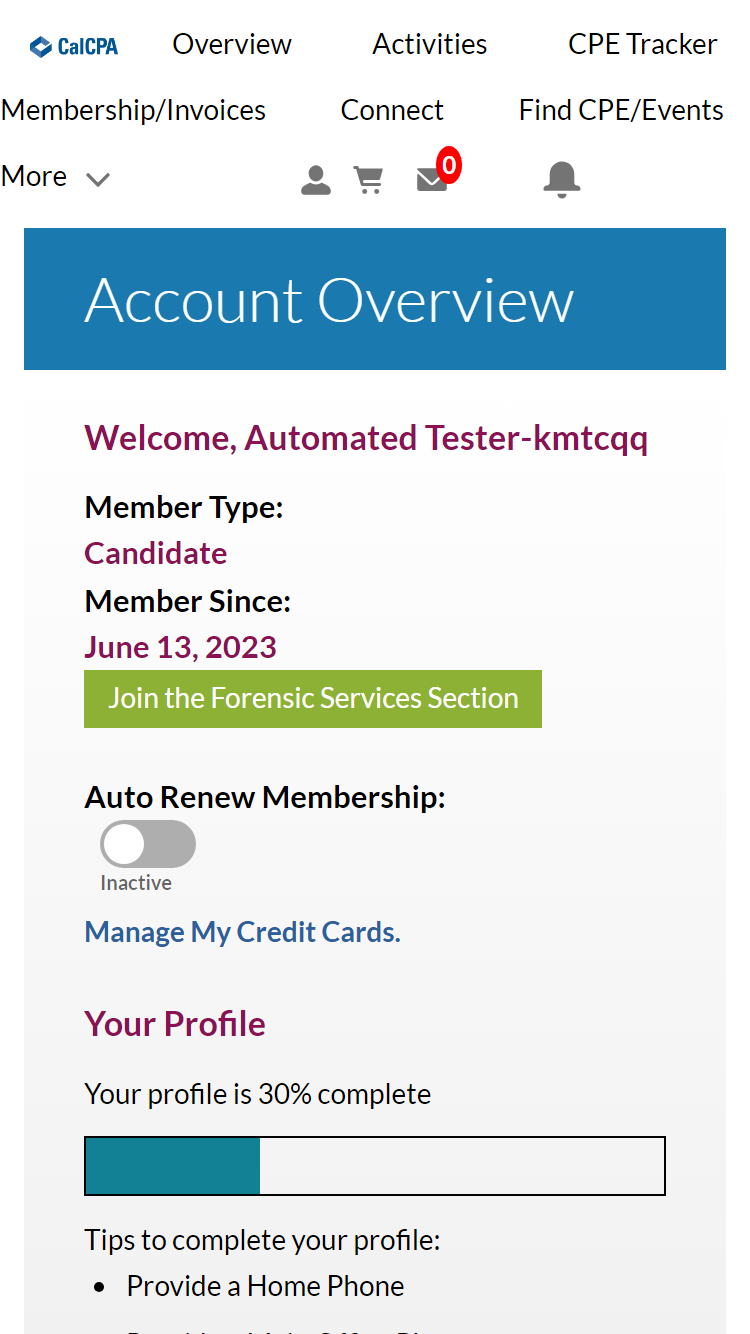 CalCPA Overview Activities CPE Tracker
Membership/Invoices Connect Find CPE/Events
More 0
Account Overview
Welcome, Automated Tester-kmtcqq
Member Type:
Candidate
Member Since:
June 13, 2023
Join the Forensic Services Section
Auto Renew Membership:
Inactive
Manage My Credit Cards.
Your Profile
Your profile is 30% complete
Tips to complete your profile:
Provide a Home Phone